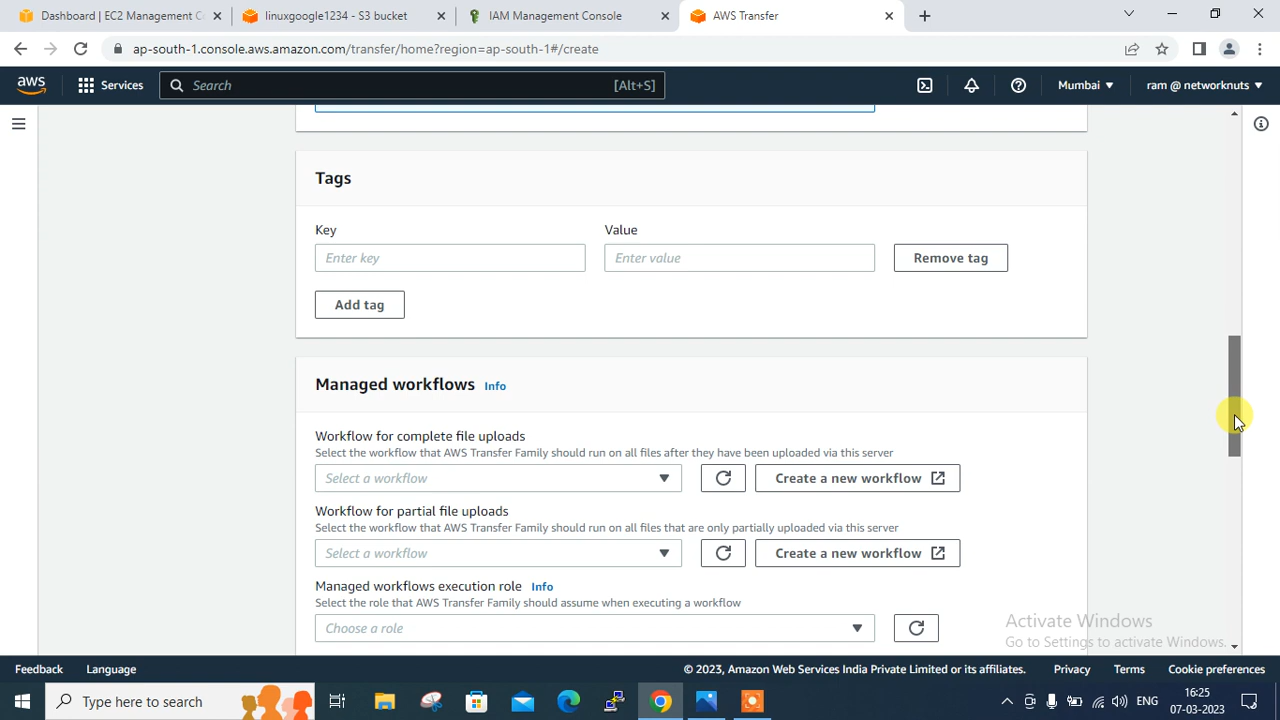 Dashboard | EC2 Management C
linuxgoogle1234 - S3 bucket
IAM Management Console
AWS Transfer
ap-south-1.console.aws.amazon.com/transfer/home?region=ap-south-1#/create
aws
Services
Search
[Alt+S]
Mumbai
ram @ networknuts
Tags
Key
Value
Enter key
Enter value
Remove tag
Add tag
Managed workflows Info
Workflow for complete file uploads
Select the workflow that AWS Transfer Family should run on all files after they have been uploaded via this server
Select a workflow
Create a new workflow
Workflow for partial file uploads
Select the workflow that AWS Transfer Family should run on all files that are only partially uploaded via this server
Select a workflow
Create a new workflow
Managed workflows execution role Info
Select the role that AWS Transfer Family should assume when executing a workflow
Choose a role
Activate Windows
Go to Settings to activate Windows.
Feedback
Language
© 2023, Amazon Web Services India Private Limited or its affiliates.
Privacy
Terms
Cookie preferences
Type here to search
ENG
16:25
07-03-2023